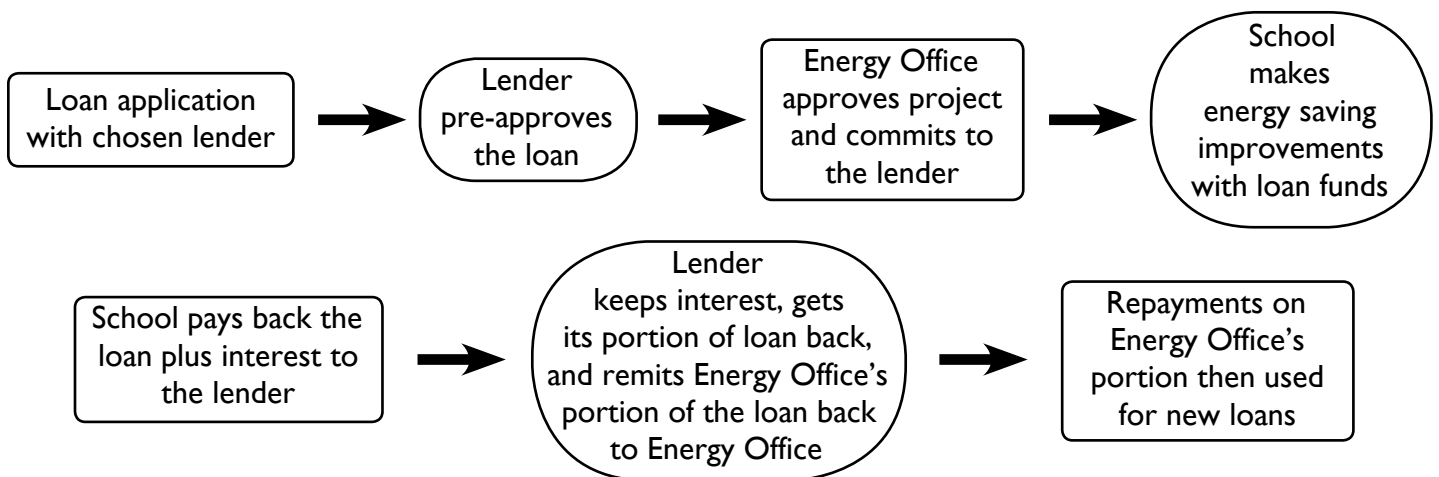 Loan application
with chosen lender
Lender
pre-approves
the loan
Energy Office
approves project
and commits to
the lender
School
makes
energy saving
improvements
with loan funds
School pays back the
loan plus interest to
the lender
Lender
keeps interest, gets
its portion of loan back,
and remits Energy Office's
portion of the loan back
to Energy Office
Repayments on
Energy Office's
portion then used
for new loans